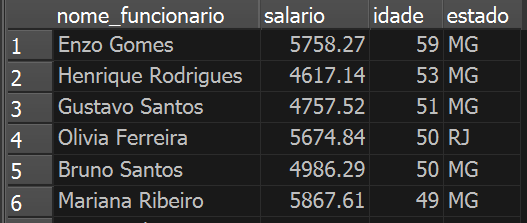 nome_funcionario salario idade estado
1 Enzo Gomes 5758.27 59 MG
2 Henrique Rodrigues 4617.14 53 MG
3 Gustavo Santos 4757.52 51 MG
4 Olivia Ferreira 5674.84 50 RJ
5 Bruno Santos 4986.29 50 MG
6 Mariana Ribeiro 5867.61 49 MG